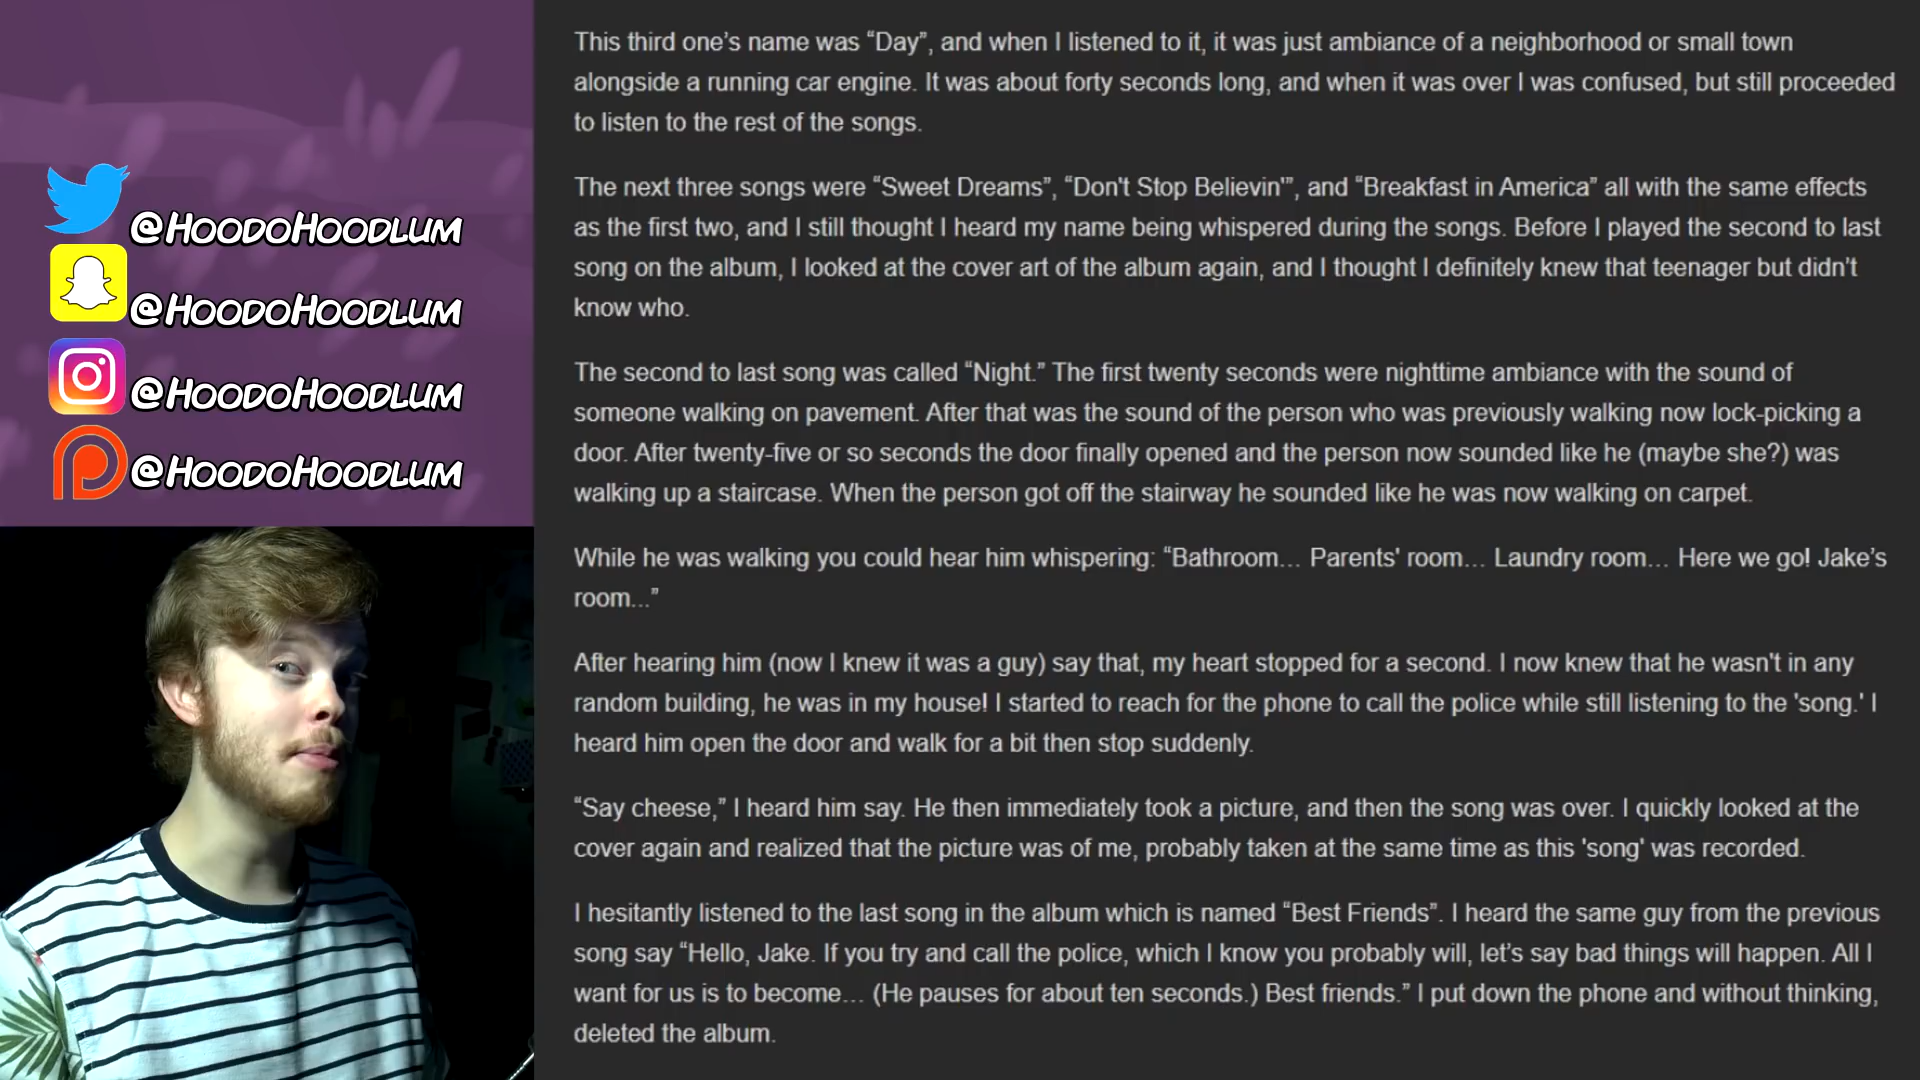 @HoodoHoodlum
@HoodoHoodlum
@HoodoHoodlum
@HoodoHoodlum
This third one’s name was “Day”, and when I listened to it, it was just ambiance of a neighborhood or small town
alongside a running car engine. It was about forty seconds long, and when it was over I was confused, but still proceeded
to listen to the rest of the songs.
The next three songs were “Sweet Dreams”, “Don't Stop Believin'”, and “Breakfast in America” all with the same effects
as the first two, and I still thought I heard my name being whispered during the songs. Before I played the second to last
song on the album, I looked at the cover art of the album again, and I thought I definitely knew that teenager but didn’t
know who.
The second to last song was called “Night.” The first twenty seconds were nighttime ambiance with the sound of
someone walking on pavement. After that was the sound of the person who was previously walking now lock-picking a
door. After twenty-five or so seconds the door finally opened and the person now sounded like he (maybe she?) was
walking up a staircase. When the person got off the stairway he sounded like he was now walking on carpet.
While he was walking you could hear him whispering: “Bathroom… Parents' room… Laundry room… Here we go! Jake’s
room...”
After hearing him (now I knew it was a guy) say that, my heart stopped for a second. I now knew that he wasn't in any
random building, he was in my house! I started to reach for the phone to call the police while still listening to the 'song.' I
heard him open the door and walk for a bit then stop suddenly.
“Say cheese,” I heard him say. He then immediately took a picture, and then the song was over. I quickly looked at the
cover again and realized that the picture was of me, probably taken at the same time as this 'song' was recorded.
I hesitantly listened to the last song in the album which is named “Best Friends”. I heard the same guy from the previous
song say “Hello, Jake. If you try and call the police, which I know you probably will, let’s say bad things will happen. All I
want for us is to become… (He pauses for about ten seconds.) Best friends.” I put down the phone and without thinking,
deleted the album.